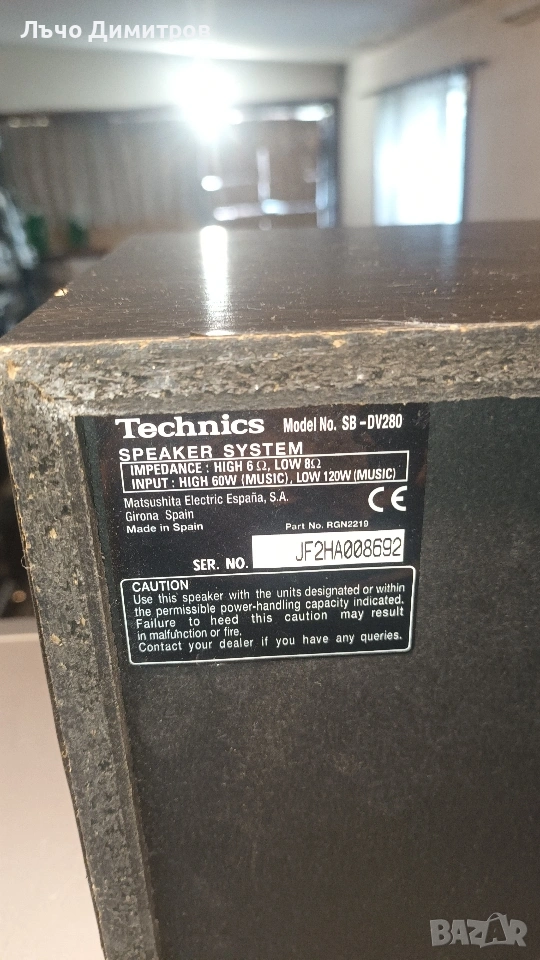 Лъчо Димитров
Technics Model No. SB-DV280
SPEAKER SYSTEM
IMPEDANCE : HIGH 6 Ω, LOW 8Ω
INPUT : HIGH 60W (MUSIC), LOW 120W (MUSIC)
Matsushita Electric España, S.A.
Girona Spain
Made in Spain
CE
Part No. RGN2219
SER. NO. JF2HA008692
CAUTION
Use this speaker with the units designated or within
the permissible power-handling capacity indicated.
Failure to heed this caution may result
in malfunction or fire.
Contact your dealer if you have any queries.
BAZAR